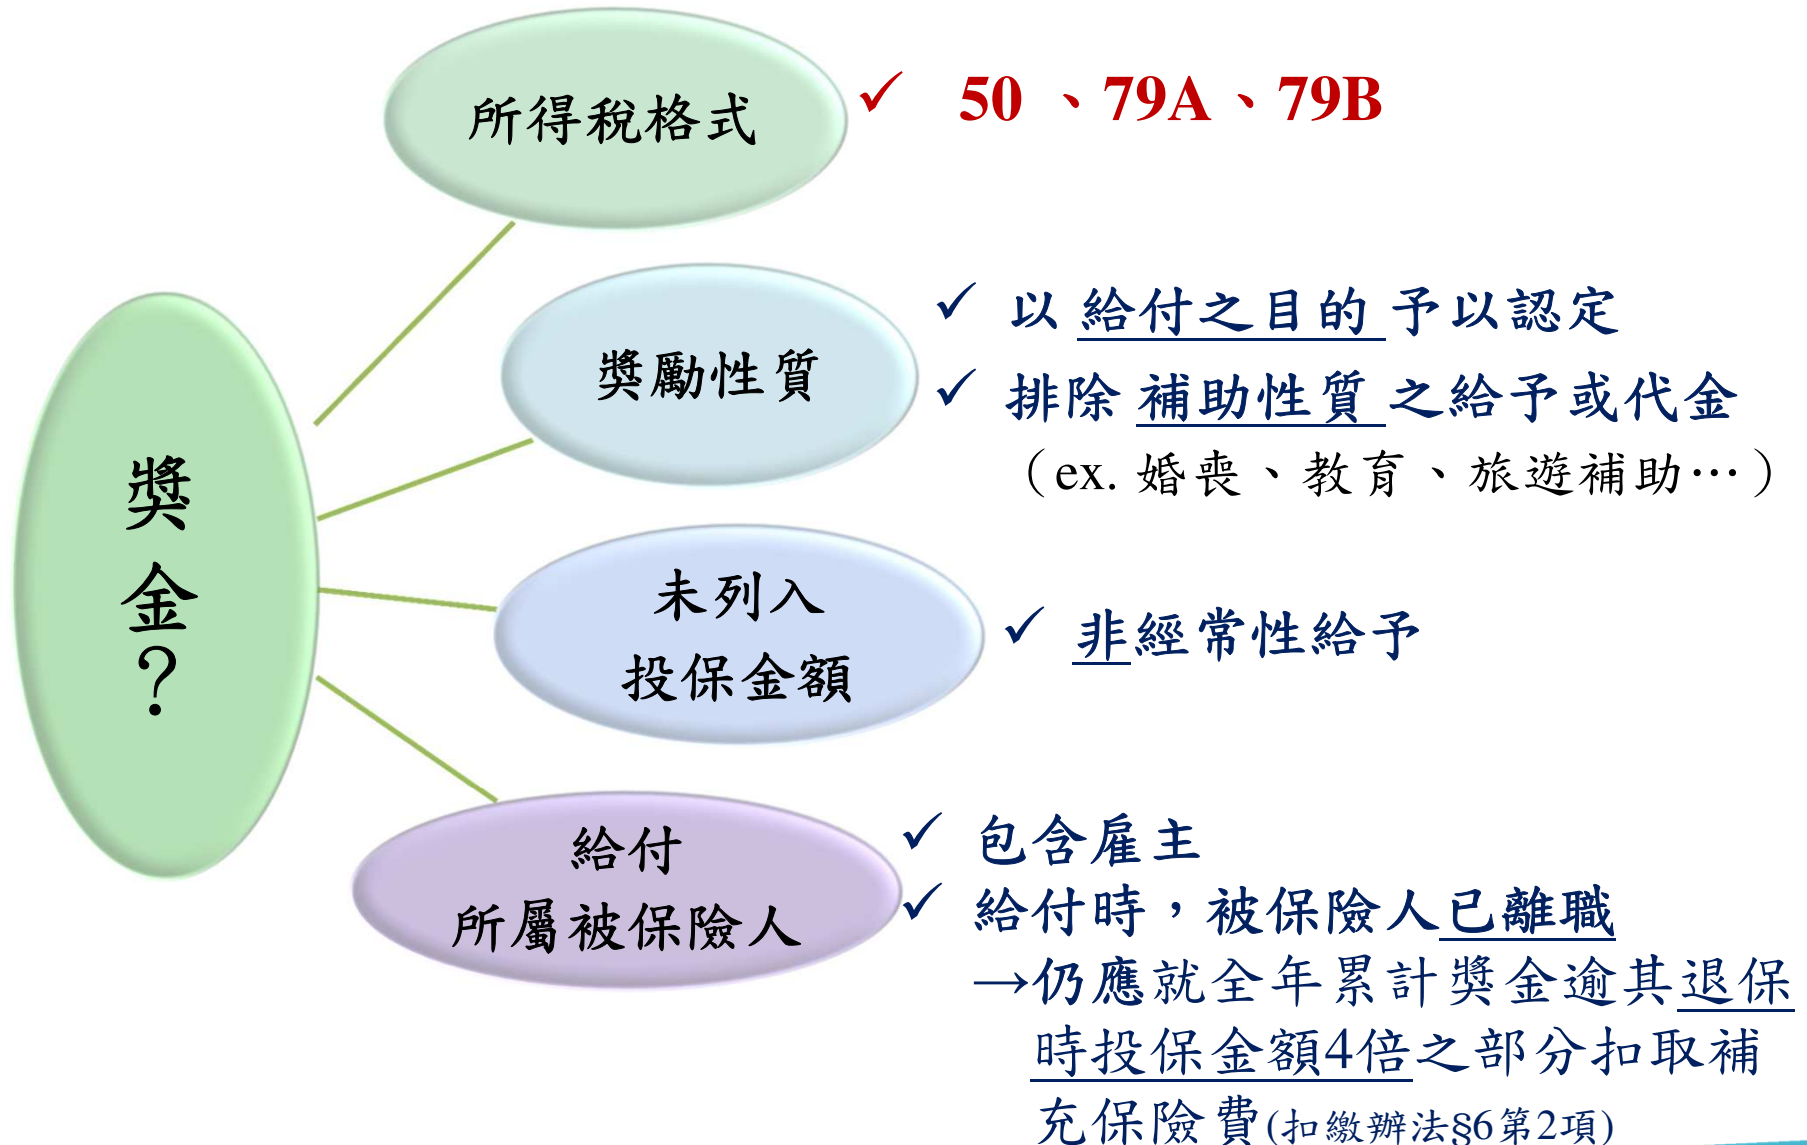 獎
金
?
所得稅格式
✓ 50、79A、79B
獎勵性質
✓ 以給付之目的予以認定
✓ 排除補助性質之給予或代金
（ex. 婚喪、教育、旅遊補助…）
未列入
投保金額
✓ 非經常性給予
給付
所屬被保險人
✓ 包含雇主
✓ 給付時，被保險人已離職
→仍應就全年累計獎金逾其退保
時投保金額4倍之部分扣取補
充保險費(扣繳辦法§6第2項)